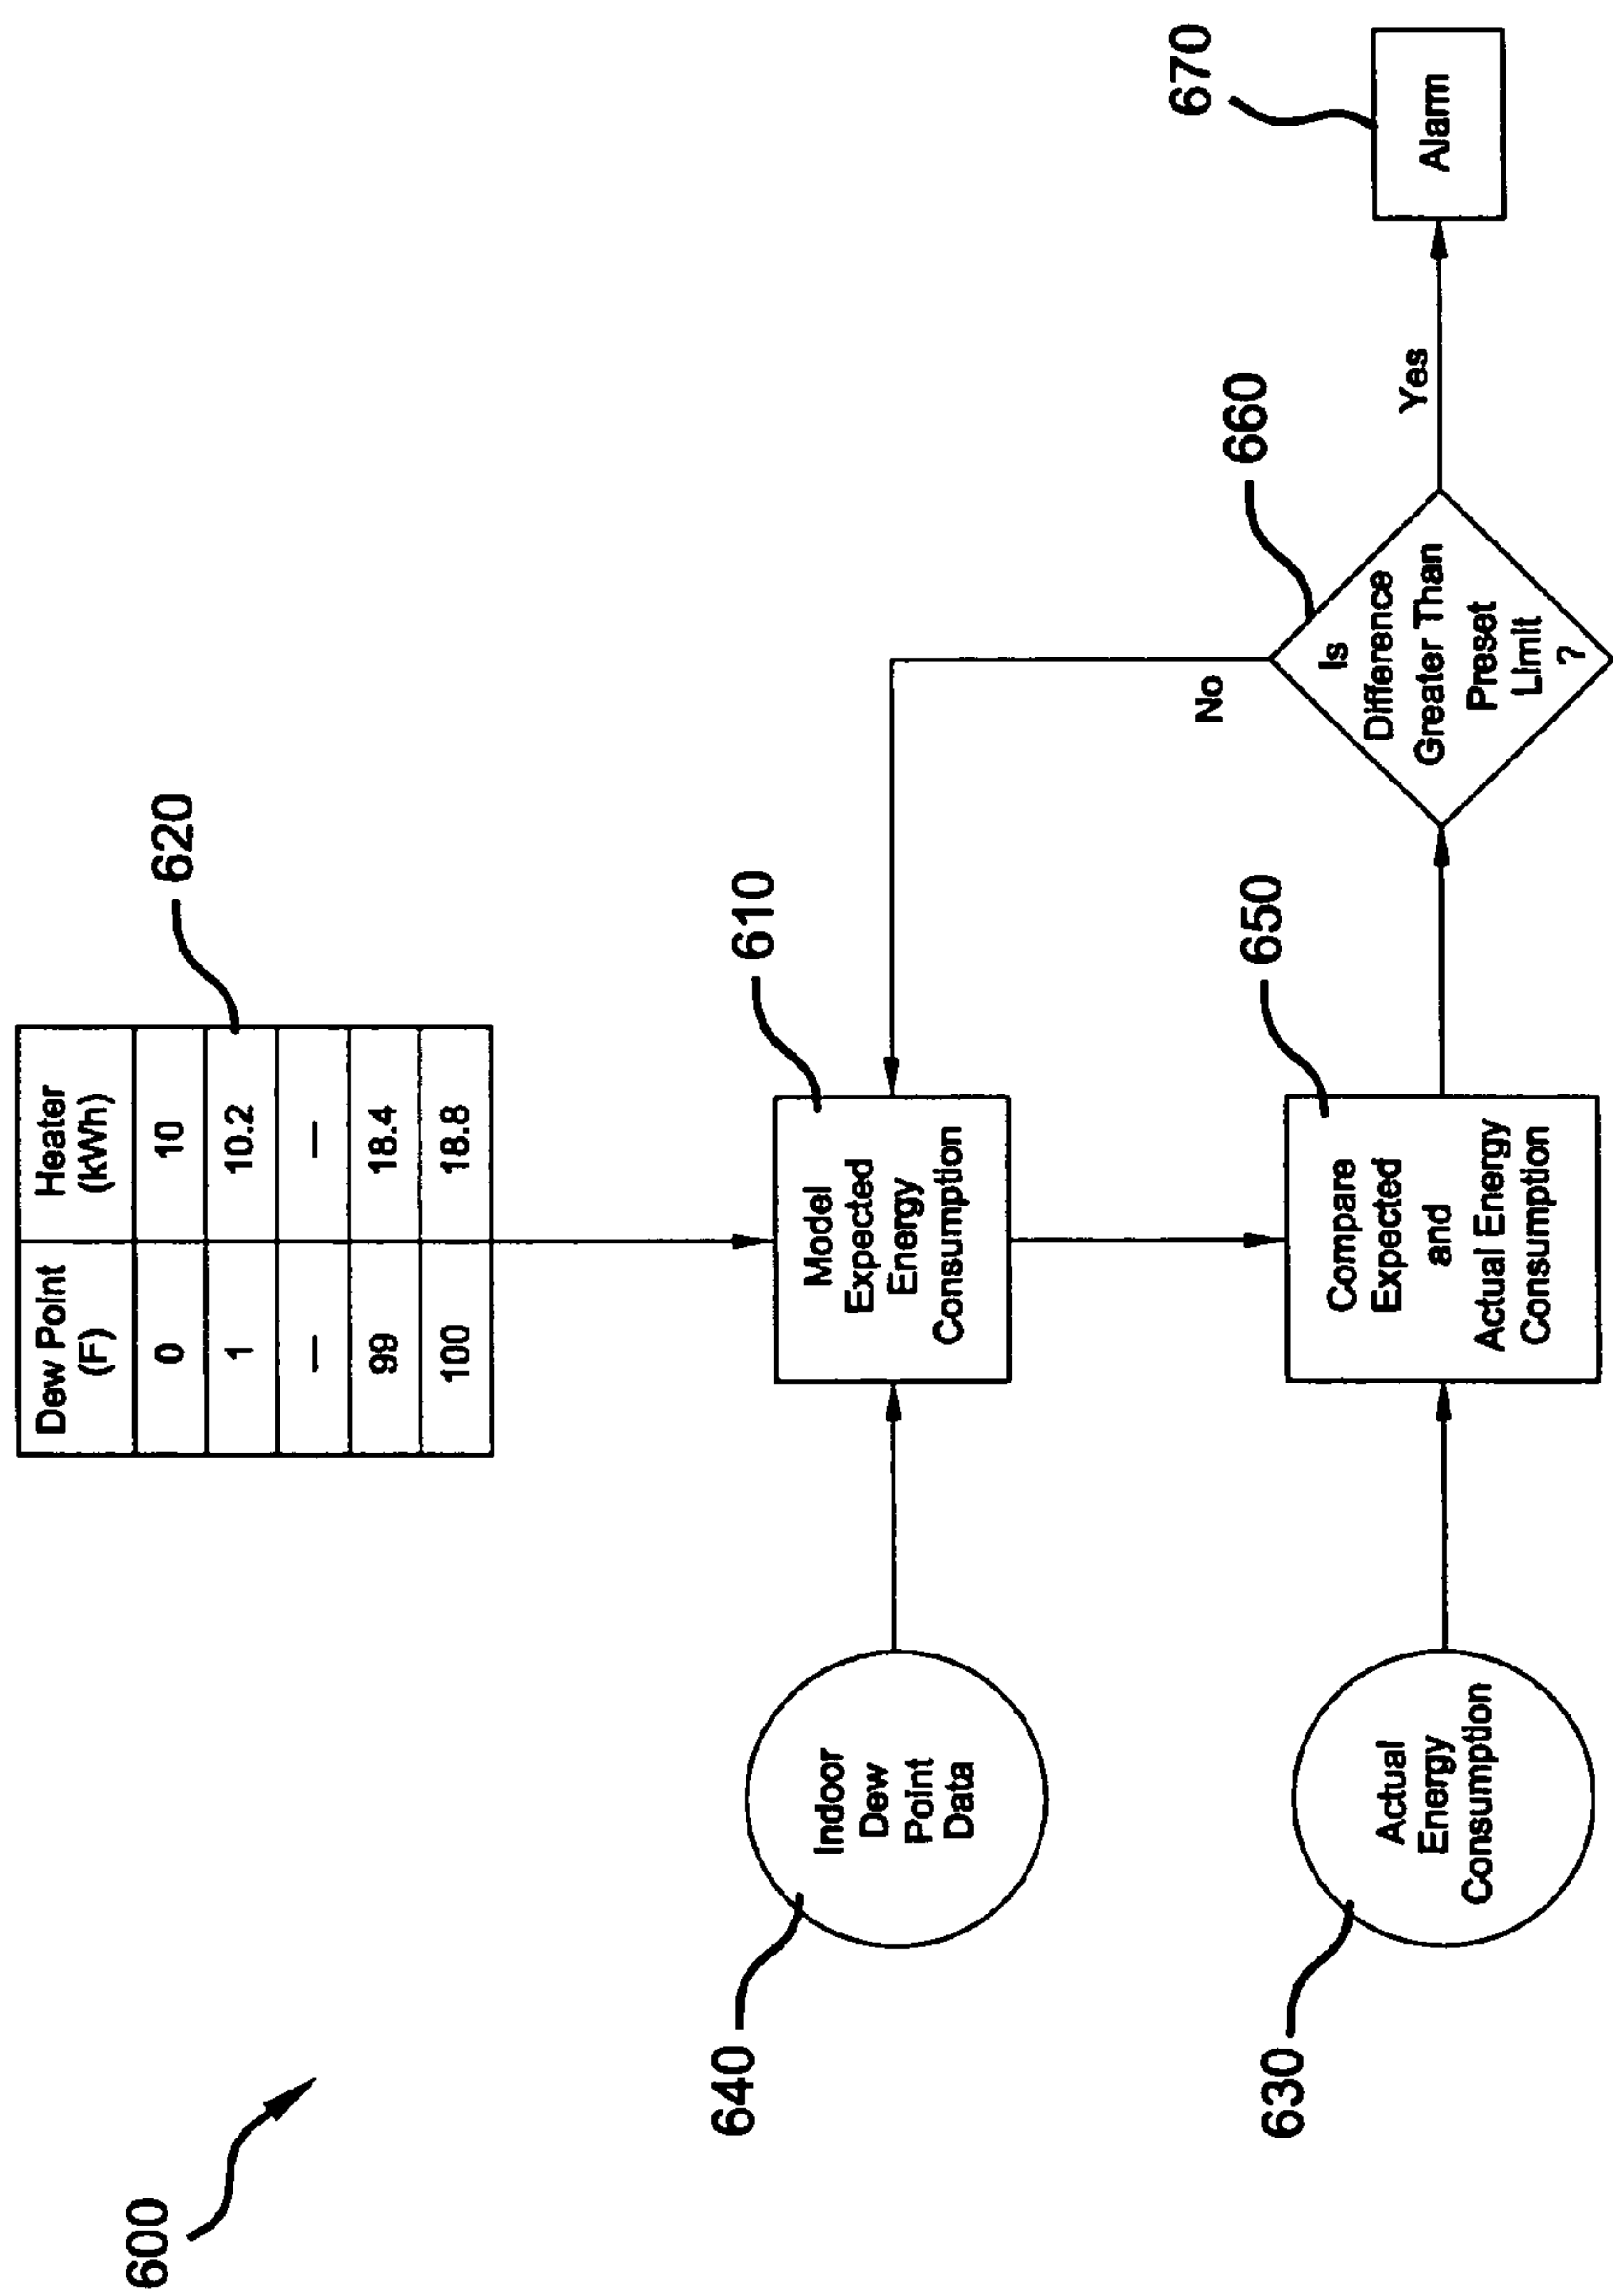 600
Dew Point (F) Heater (kWh)
0 10
1 10.2
— —
99 18.4
100 18.8
620
640
Indoor
Dew
Point
Data
Model
Expected
Energy
Consumption
610
630
Actual
Energy
Consumption
Compare
Expected
and
Actual Energy
Consumption
650
No
Is
Difference
Greater Than
Preset
Limit
?
660
Yes
Alarm
670